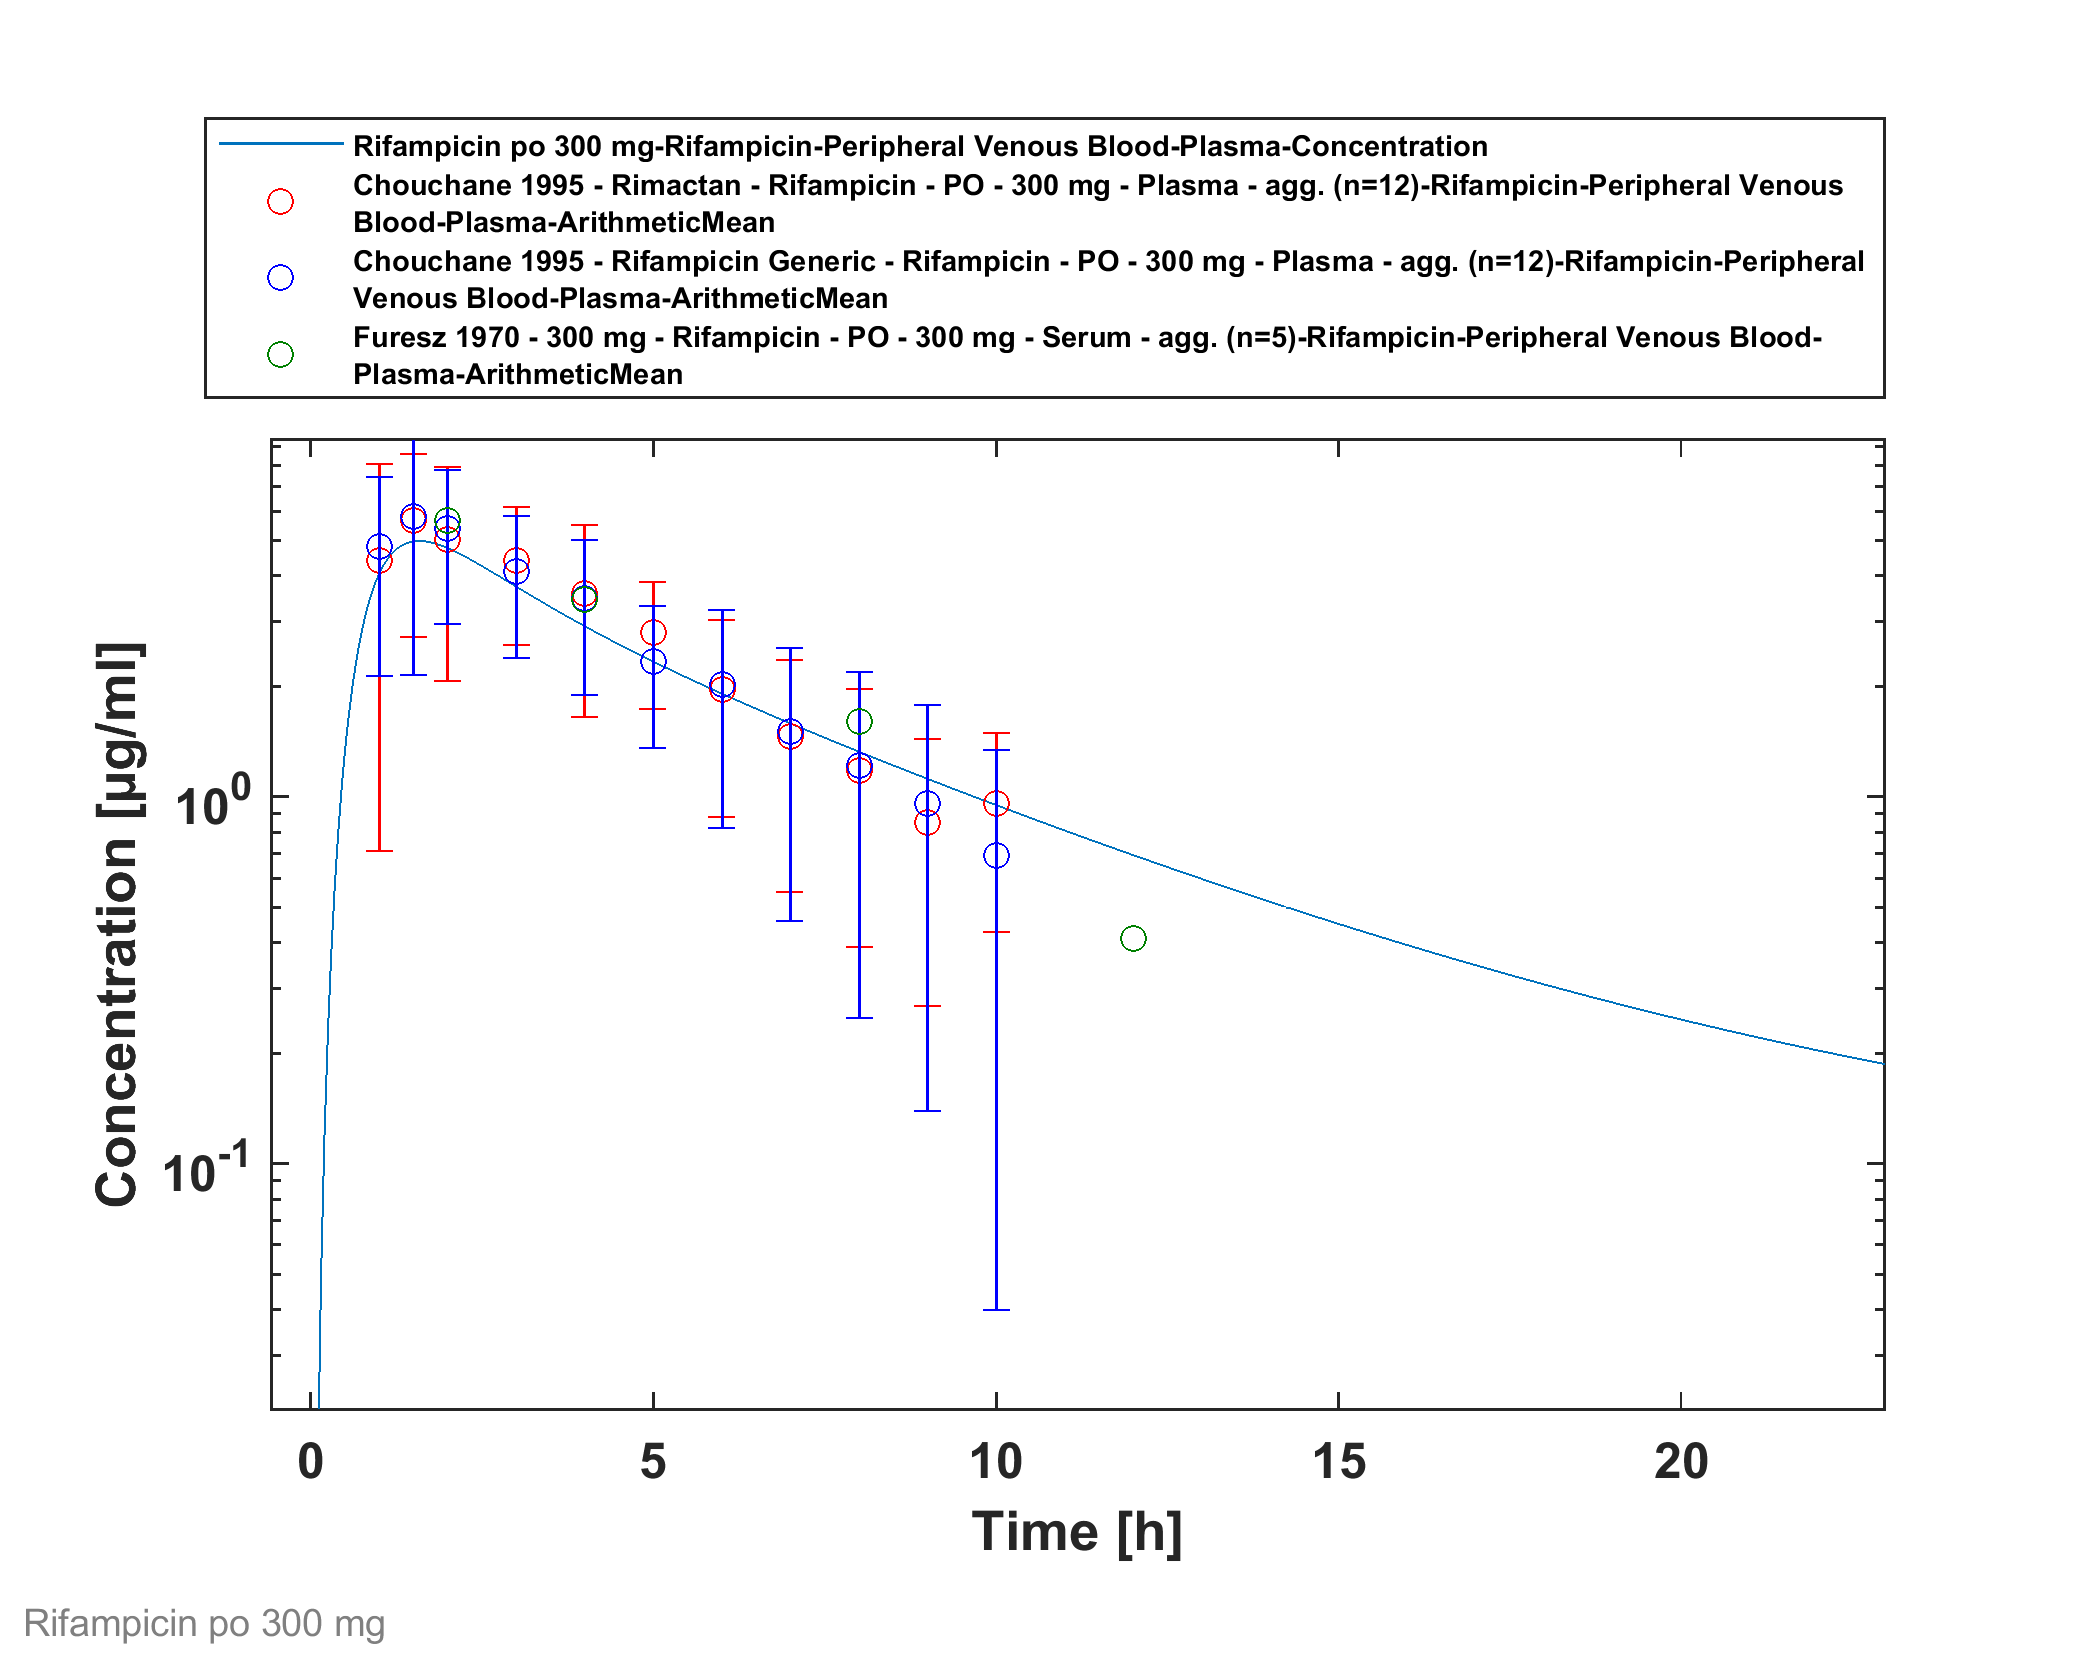 Rifampicin po 300 mg-Rifampicin-Peripheral Venous Blood-Plasma-Concentration
Chouchane 1995 - Rimactan - Rifampicin - PO - 300 mg - Plasma - agg. (n=12)-Rifampicin-Peripheral Venous
Blood-Plasma-ArithmeticMean
Chouchane 1995 - Rifampicin Generic - Rifampicin - PO - 300 mg - Plasma - agg. (n=12)-Rifampicin-Peripheral
Venous Blood-Plasma-ArithmeticMean
Furesz 1970 - 300 mg - Rifampicin - PO - 300 mg - Serum - agg. (n=5)-Rifampicin-Peripheral Venous Blood-
Plasma-ArithmeticMean
Concentration [µg/ml]
10^0
10^-1
0 5 10 15 20
Time [h]
Rifampicin po 300 mg